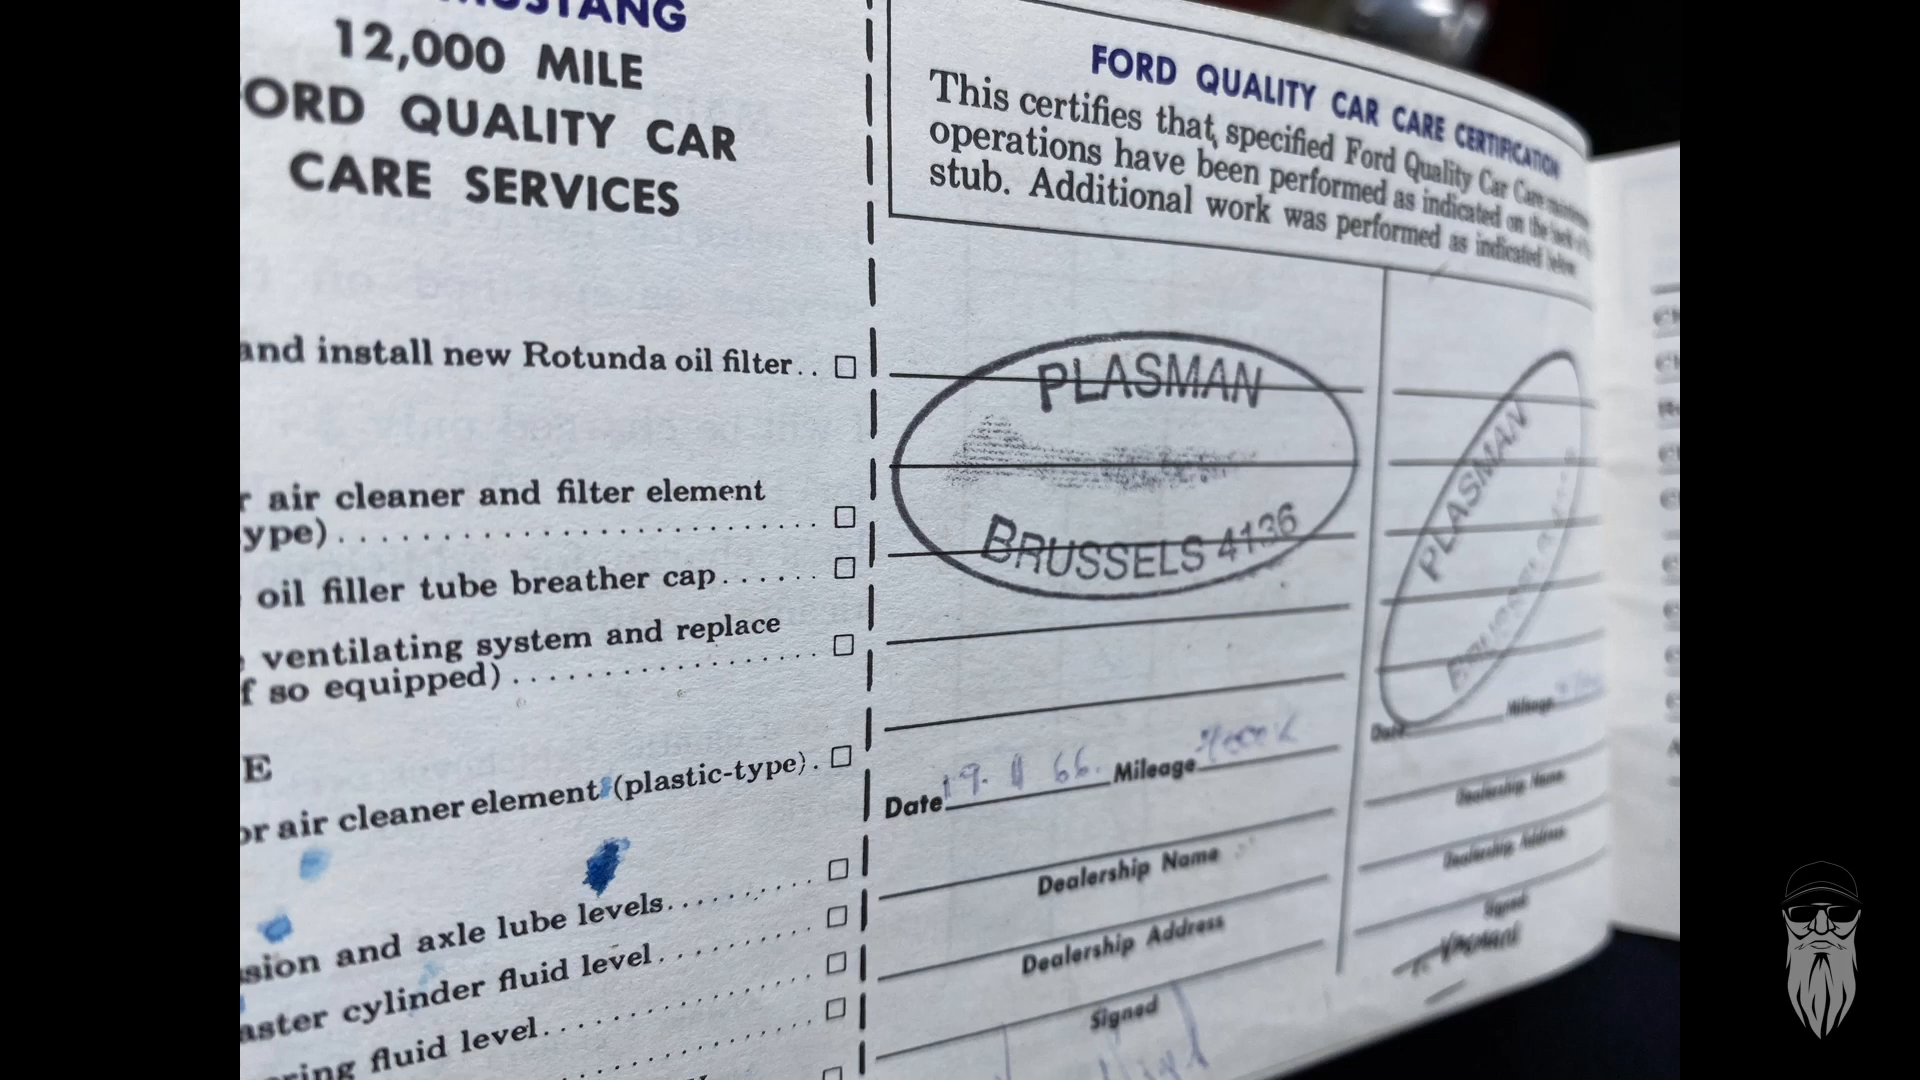 MUSTANG
12,000 MILE
ORD QUALITY CAR
CARE SERVICES
and install new Rotunda oil filter.. 
r air cleaner and filter element
ype)
oil filler tube breather cap
ventilating system and replace
f so equipped)
E
or air cleaner element (plastic-type).
sion and axle lube levels
aster cylinder fluid level
ering fluid level
FORD QUALITY CAR CARE CERTIFICATION
This certifies that specified Ford Quality Car Care
operations have been performed as indicated on the
stub. Additional work was performed as indicated below
PLASMAN
BRUSSELS 4136
Date 19. 11 66. Mileage
Dealership Name
Dealership Address
Signed
PLASMAN
BRUSSELS
Date Mileage
Dealership Name
Dealership Address
Signed